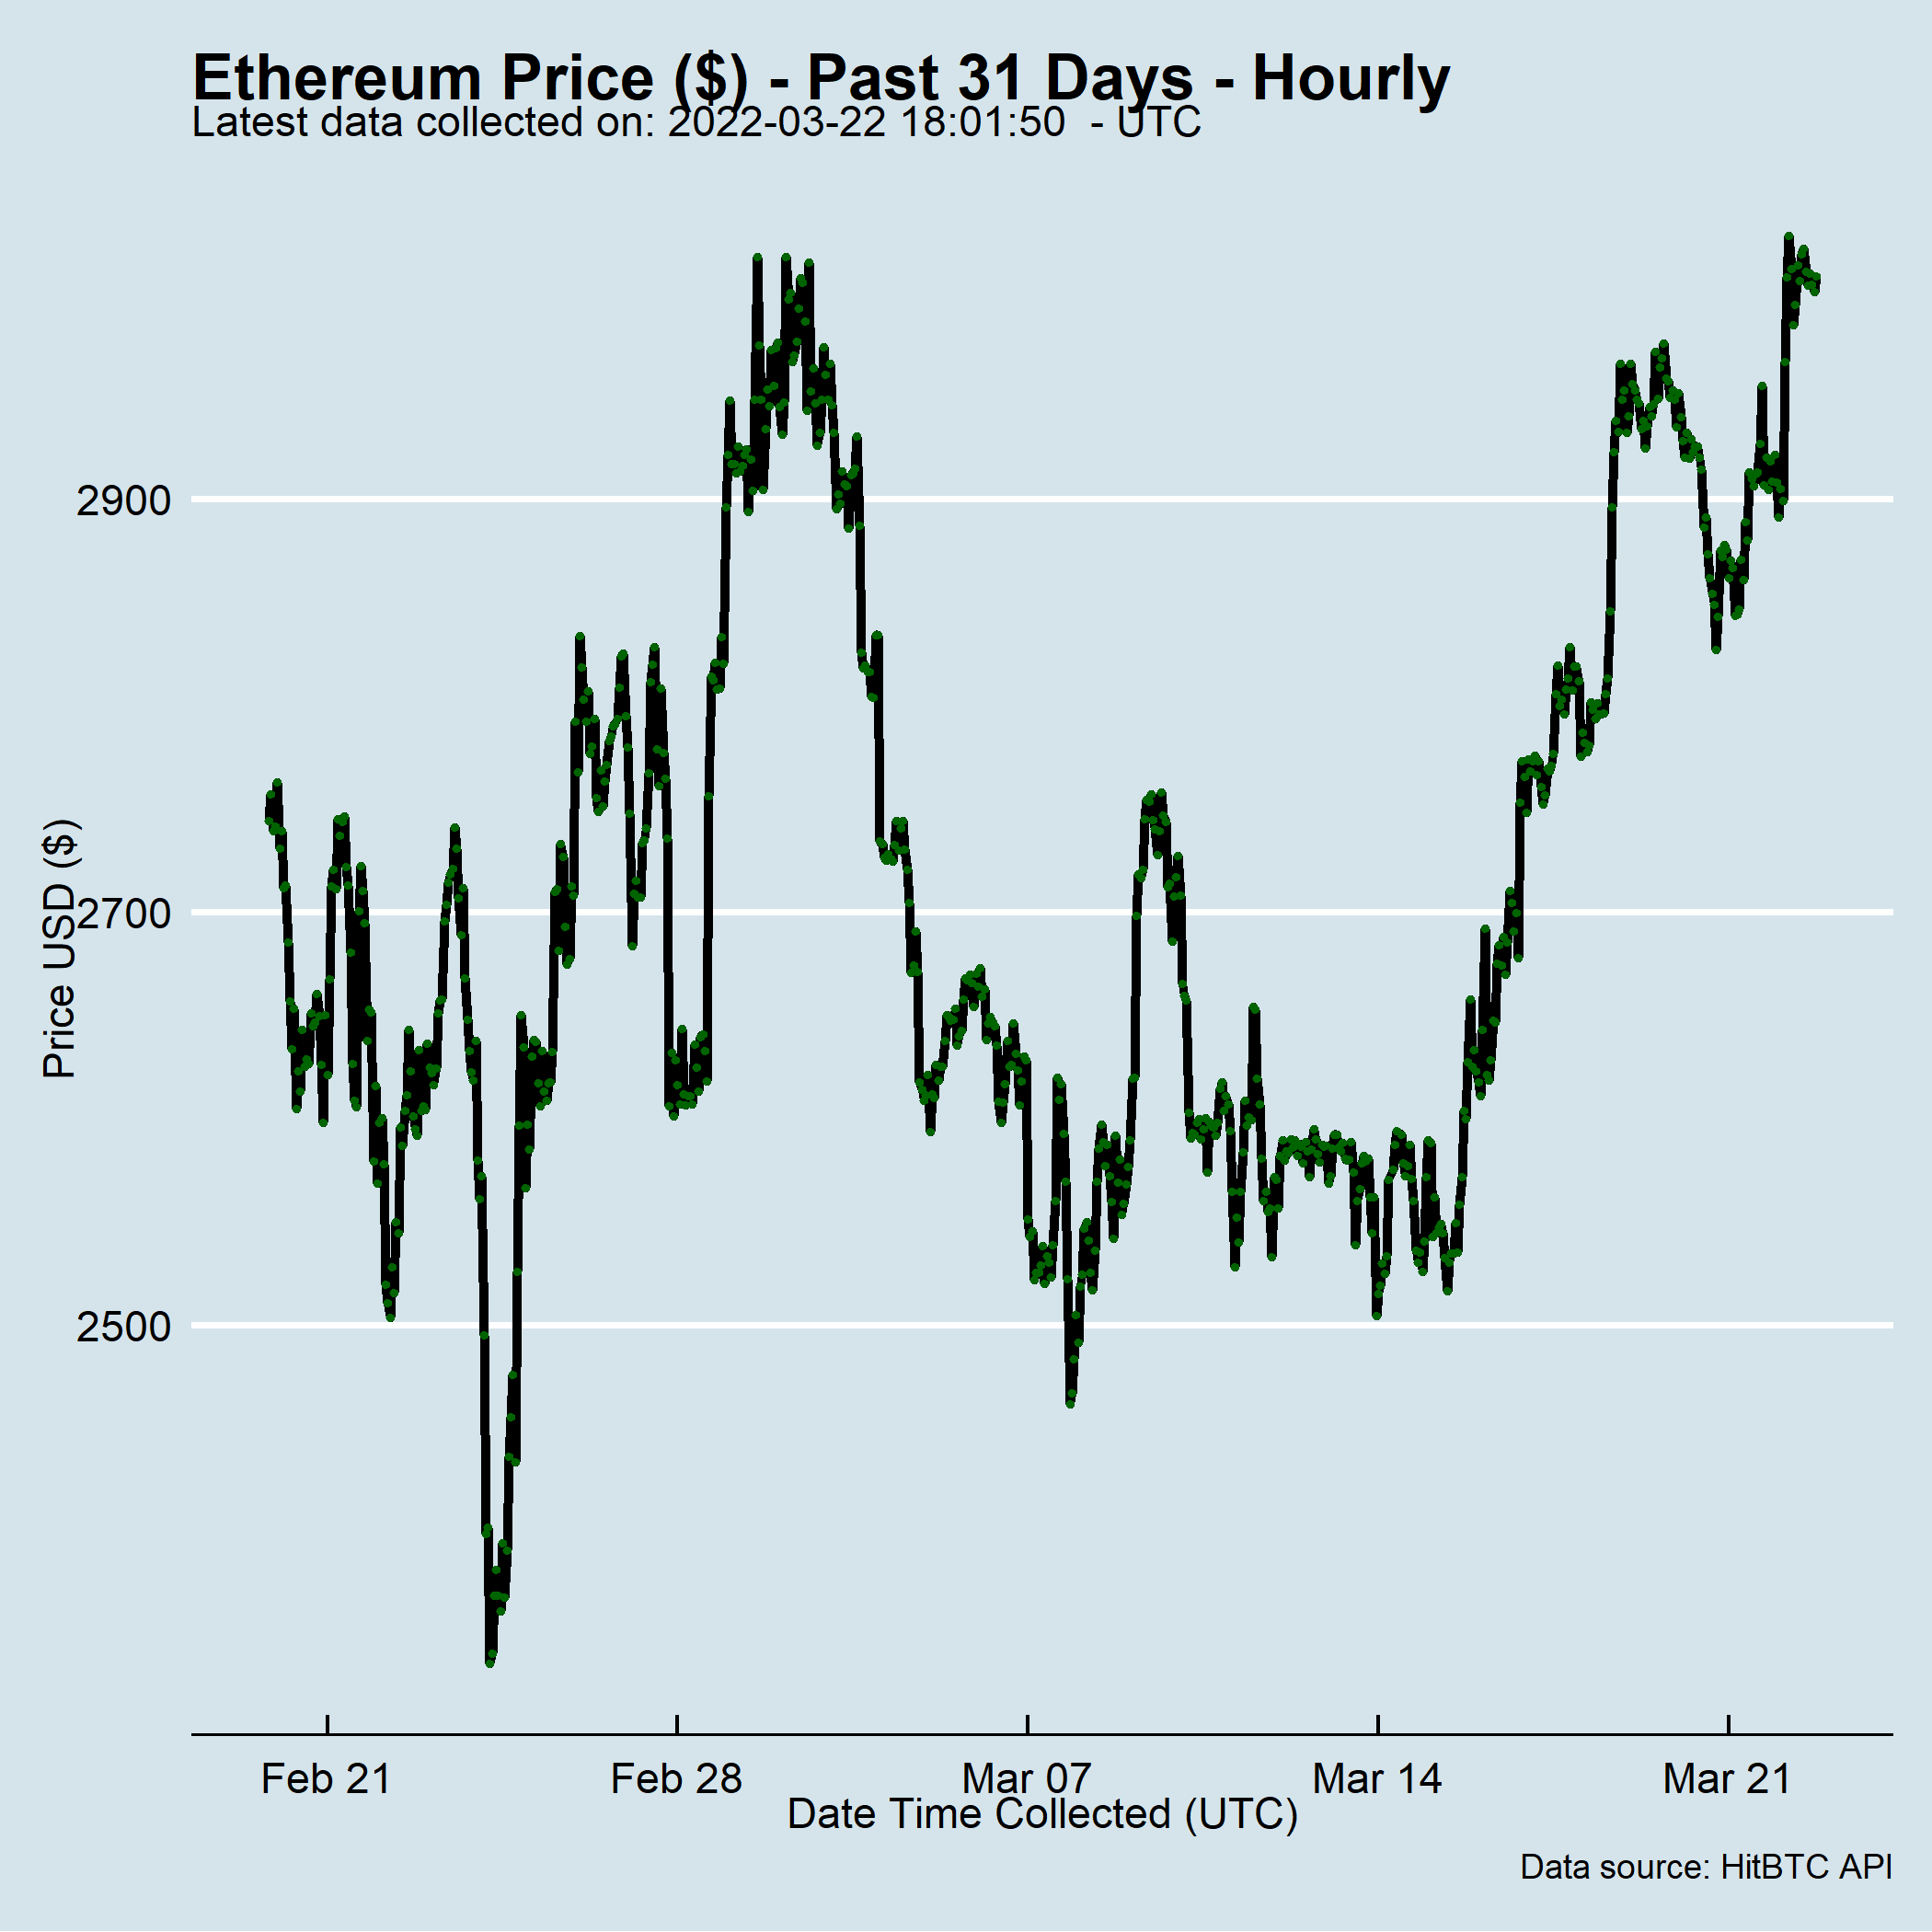 Ethereum Price ($) - Past 31 Days - Hourly
Latest data collected on: 2022-03-22 18:01:50  - UTC
Price USD ($)
2900
2700
2500
Feb 21
Feb 28
Mar 07
Mar 14
Mar 21
Date Time Collected (UTC)
Data source: HitBTC API